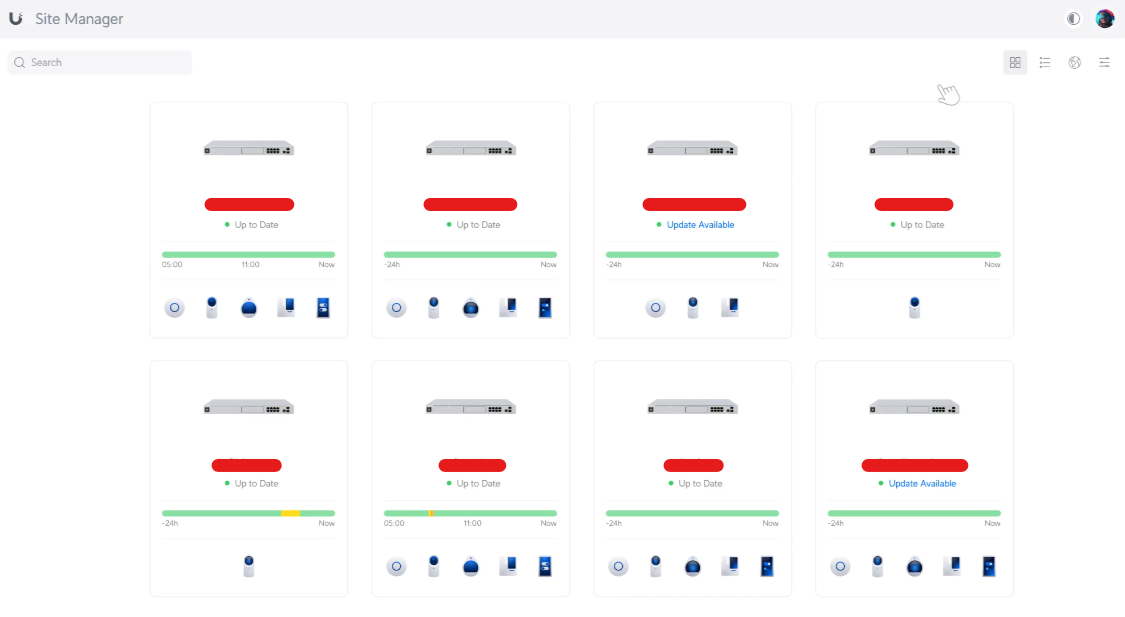 Site Manager
Search
Up to Date
Up to Date
Update Available
Up to Date
05:00 11:00 Now
-24h Now
-24h Now
-24h Now
Up to Date
Up to Date
Up to Date
Update Available
-24h Now
05:00 11:00 Now
-24h Now
-24h Now